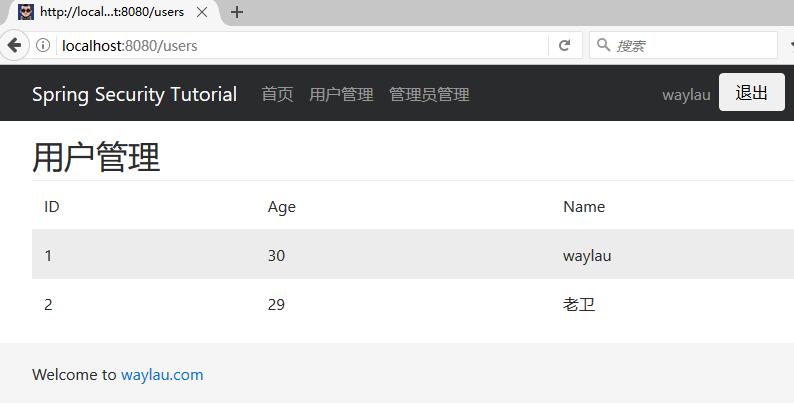 http://local...t:8080/users
localhost:8080/users 搜索
Spring Security Tutorial 首页 用户管理 管理员管理 waylau 退出
用户管理
ID Age Name
1 30 waylau
2 29 老卫
Welcome to waylau.com